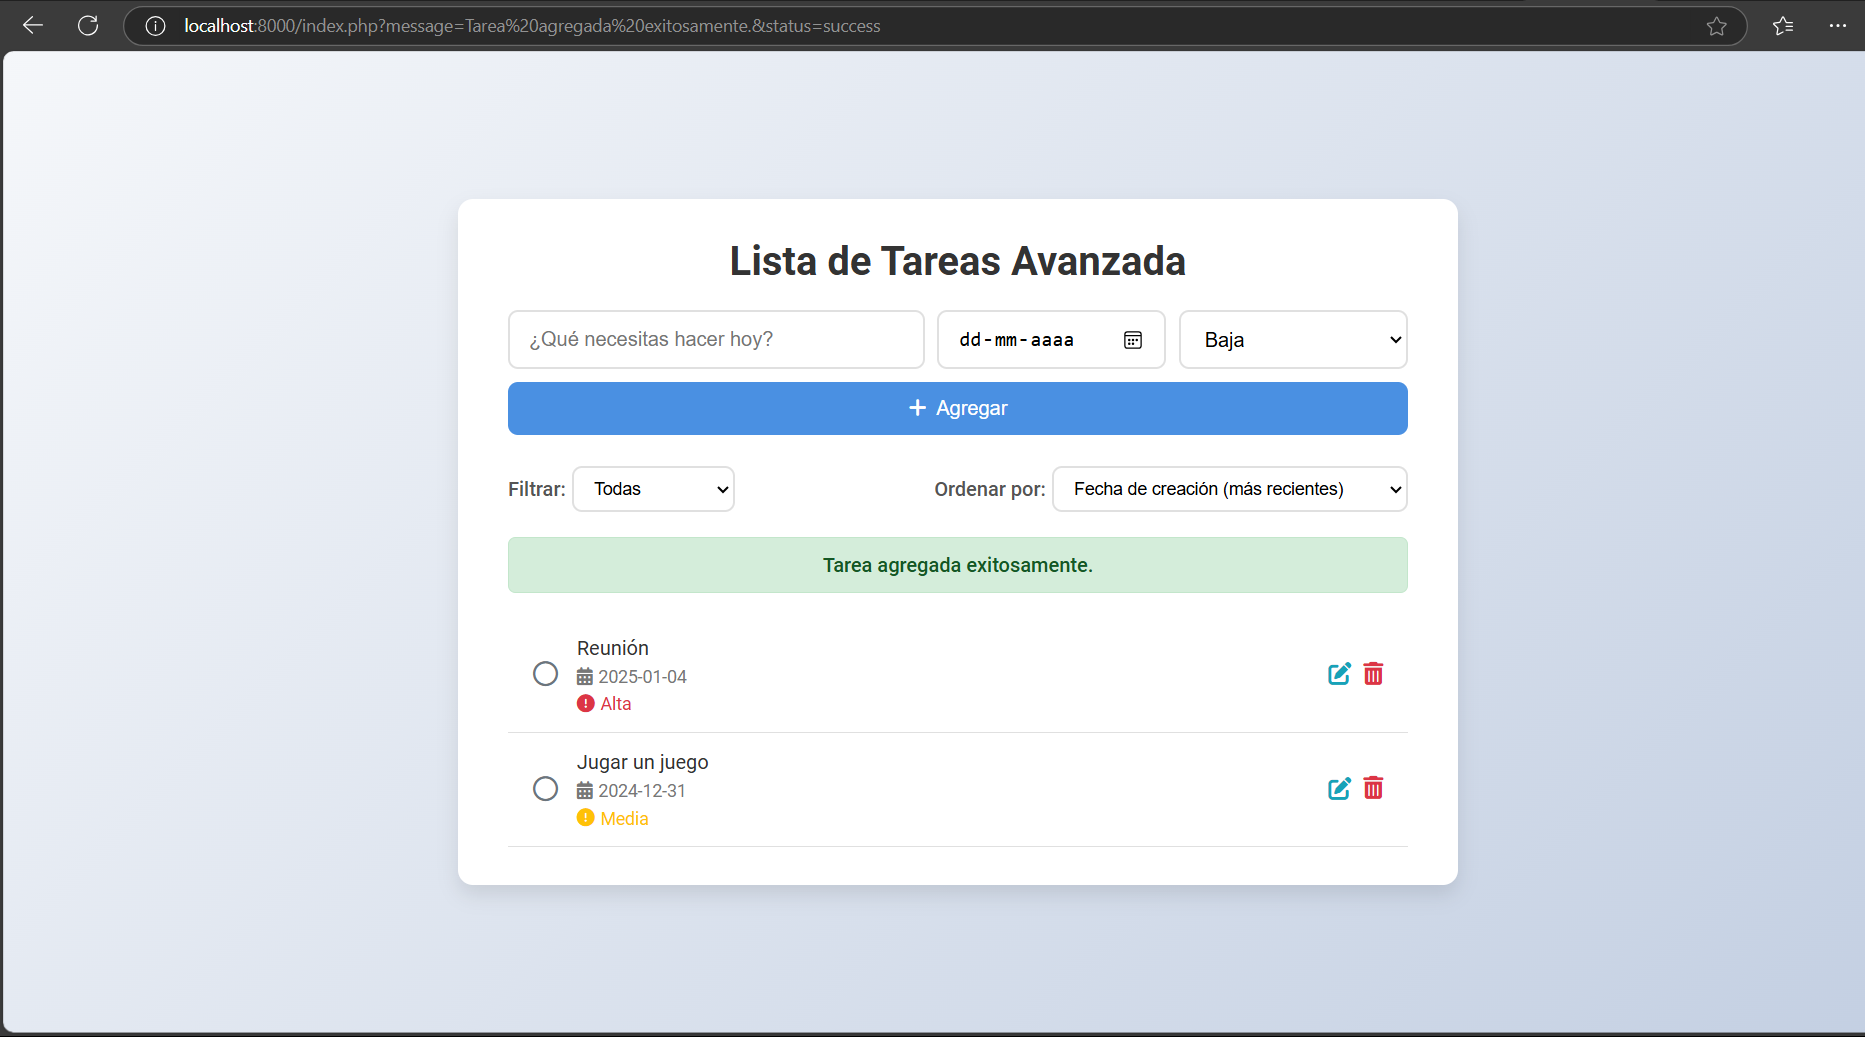 localhost:8000/index.php?message=Tarea%20agregada%20exitosamente.&status=success
Lista de Tareas Avanzada
¿Qué necesitas hacer hoy?
dd-mm-aaaa
Baja
Agregar
Filtrar: Todas
Ordenar por: Fecha de creación (más recientes)
Tarea agregada exitosamente.
Reunión
2025-01-04
Alta
Jugar un juego
2024-12-31
Media